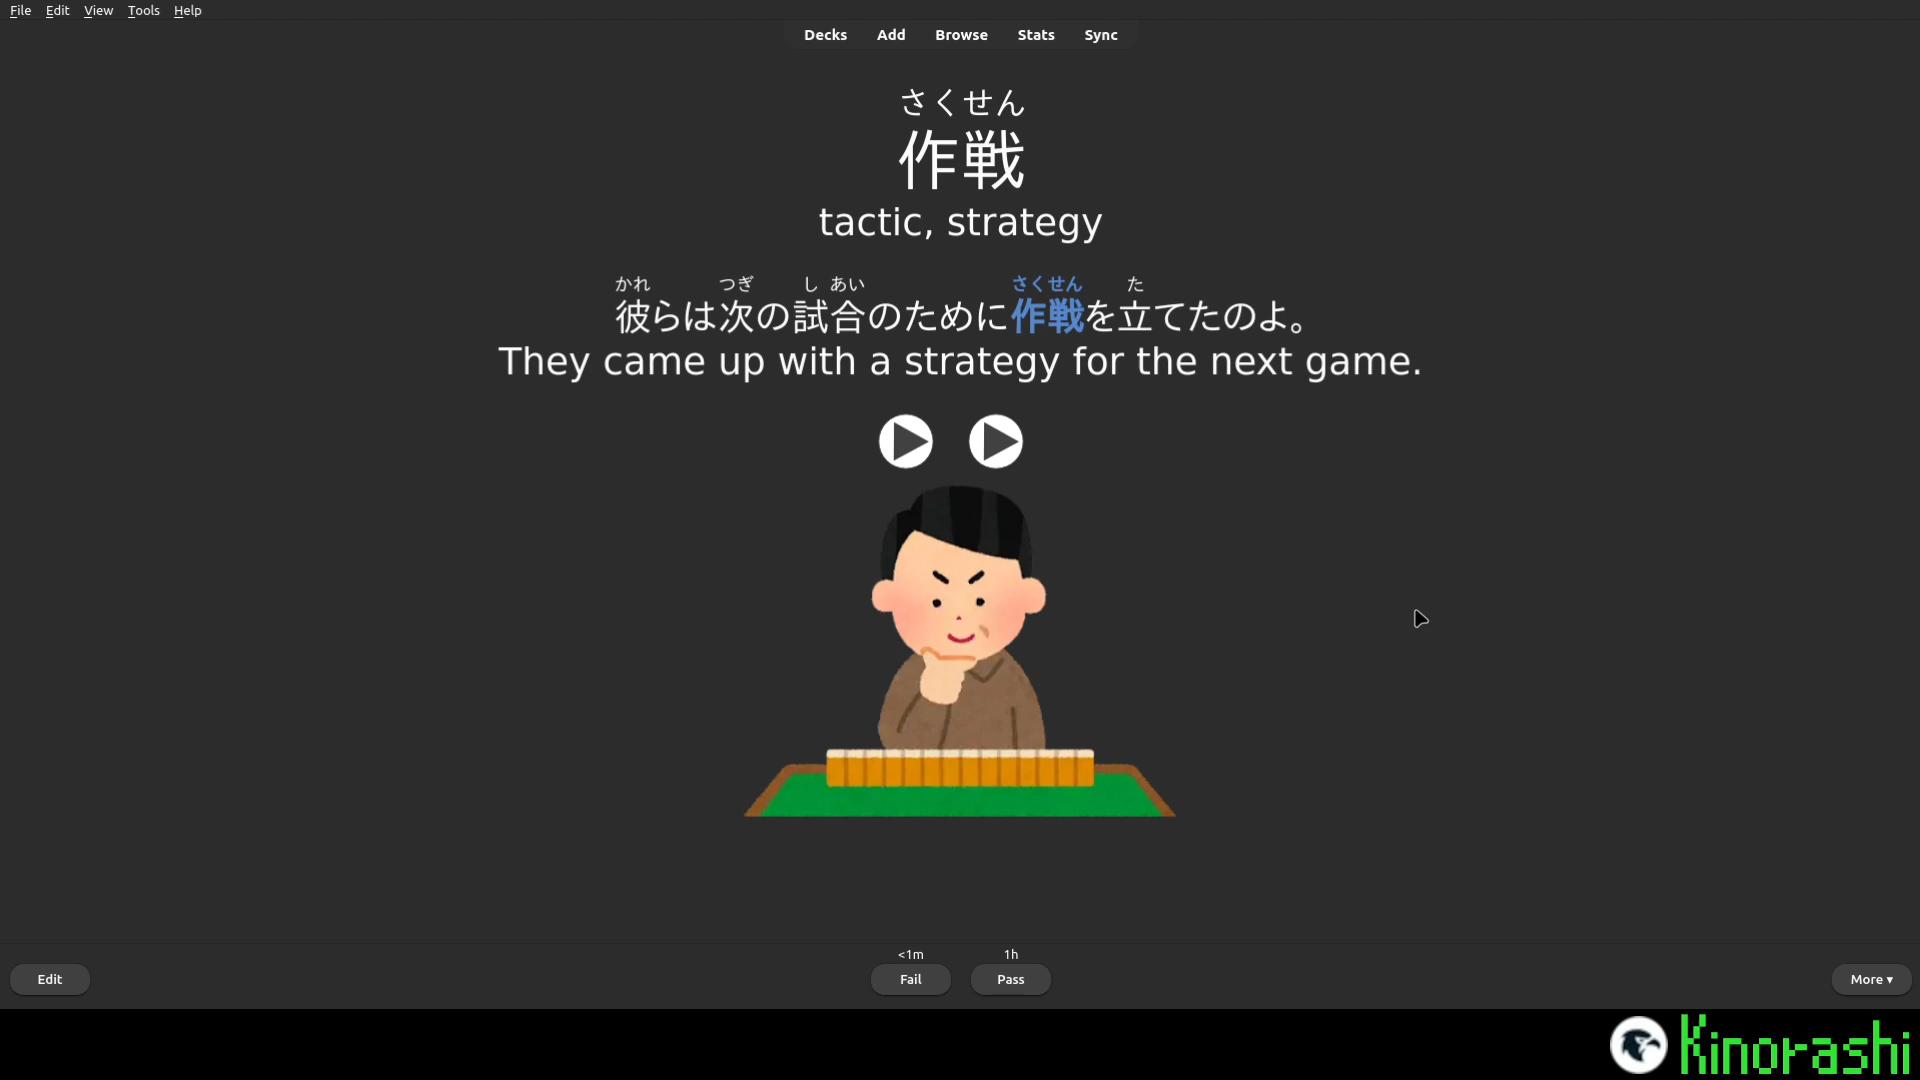 File Edit View Tools Help
Decks Add Browse Stats Sync
さくせん
作戦
tactic, strategy
かれ つぎ し あい さくせん た
彼らは次の試合のために作戦を立てたのよ。
They came up with a strategy for the next game.
<1m 1h
Edit Fail Pass More ▾
Kinorashi